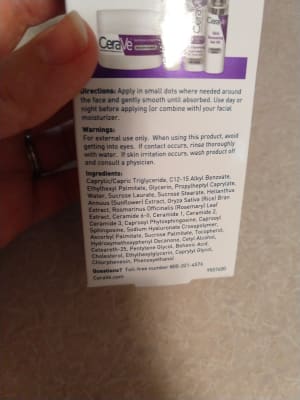 CeraVe
Directions: Apply in small dots where needed around
the face and gently smooth until absorbed. Use day or
night before applying (or combine with) your facial
moisturizer.
Warnings:
For external use only. When using this product, avoid
getting into eyes. If contact occurs, rinse thoroughly
with water. If skin irritation occurs, wash product off
and consult a physician.
Ingredients:
Caprylic/Capric Triglyceride, C12-15 Alkyl Benzoate,
Ethylhexyl Palmitate, Glycerin, Propylheptyl Caprylate,
Water, Sucrose Laurate, Sucrose Stearate, Helianthus
Annuus (Sunflower) Extract, Oryza Sativa (Rice) Bran
Extract, Rosmarinus Officinalis (Rosemary) Leaf
Extract, Ceramide 6-II, Ceramide 1, Ceramide 2,
Ceramide 3, Caprooyl Phytosphingosine, Caprooyl
Sphingosine, Sodium Hyaluronate Crosspolymer,
Ascorbyl Palmitate, Sucrose Palmitate, Tocopherol,
Hydroxymethoxyphenyl Decanone, Cetyl Alcohol,
Ceteareth-25, Pentylene Glycol, Behenic Acid,
Cholesterol, Ethylhexylglycerin, Caprylyl Glycol,
Chlorphenesin, Phenoxyethanol
Questions? Toll-free number
CeraVe.com